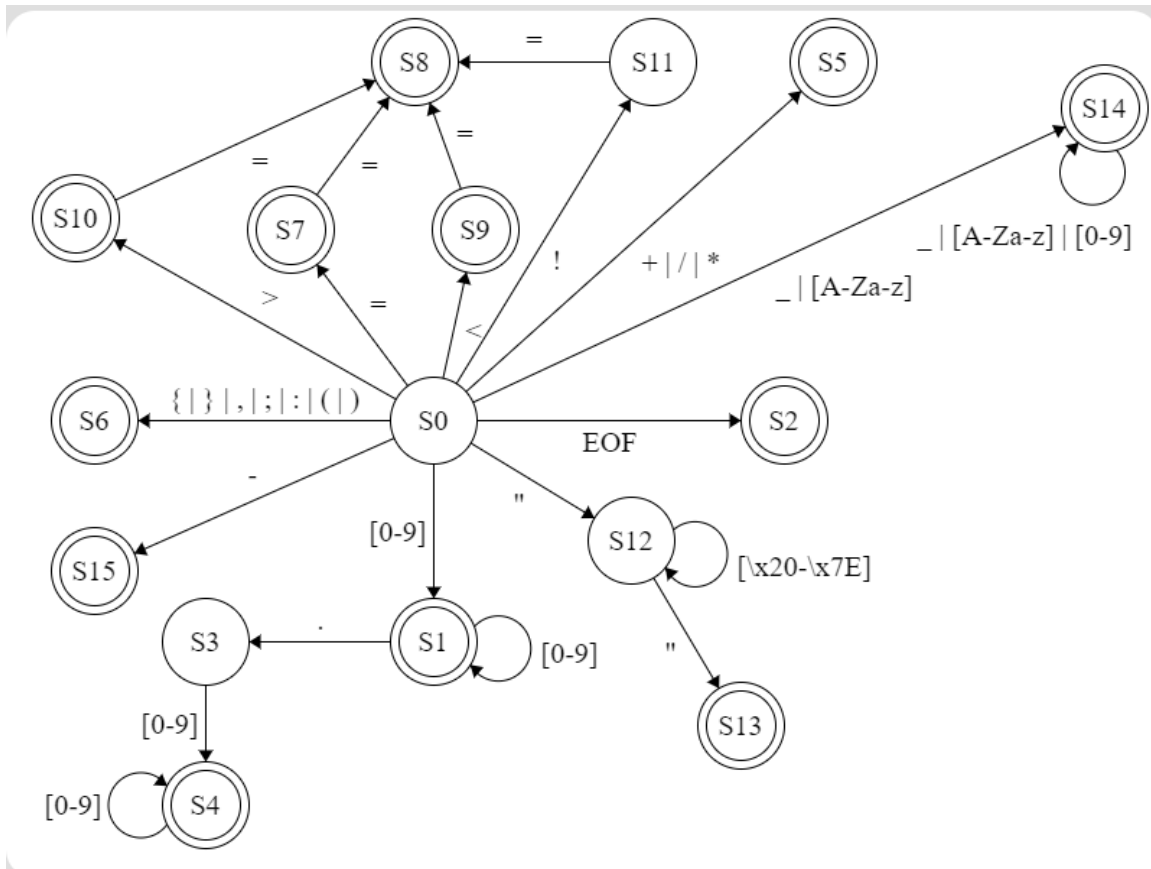 =
S8
S11
S5
S14
=
=
=
S10
S7
S9
_ | [A-Za-z] | [0-9]
!
+ | / | *
_ | [A-Za-z]
>
=
<
{ | } | , | ; | : | ( | )
S6
S0
S2
EOF
-
"
[0-9]
S12
S15
[\x20-\x7E]
.
S3
S1
[0-9]
"
[0-9]
S13
[0-9]
S4